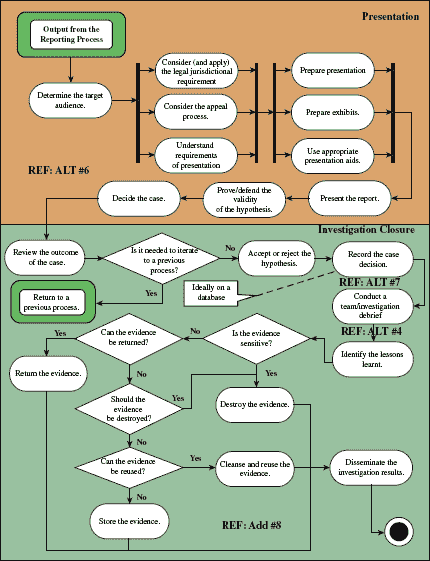 Presentation
Output from the
Reporting Process
Determine the target
audience.
Consider (and apply)
the legal jurisdictional
requirement
Consider the appeal
process.
Understand
requirements
of presentation
Prepare presentation
Prepare exhibits.
Use appropriate
presentation aids.
REF: ALT #6
Decide the case.
Prove/defend the
validity
of the hypothesis.
Present the report.
Investigation Closure
Review the outcome
of the case.
Is it needed to iterate
to a previous
process?
No
Yes
Accept or reject the
hypothesis.
Record the case
decision.
REF: ALT #7
Return to a
previous process.
Ideally on a
database
Conduct a
team/investigation
debrief
REF: ALT #4
Yes
Can the evidence
be returned?
No
Is the evidence
sensitive?
Yes
Identify the lessons
learnt.
Return the evidence.
No
Should the
evidence
be destroyed?
Yes
Destroy the evidence.
No
Can the evidence
be reused?
Yes
Cleanse and reuse the
evidence.
Disseminate the
investigation results.
No
Store the evidence.
REF: Add #8